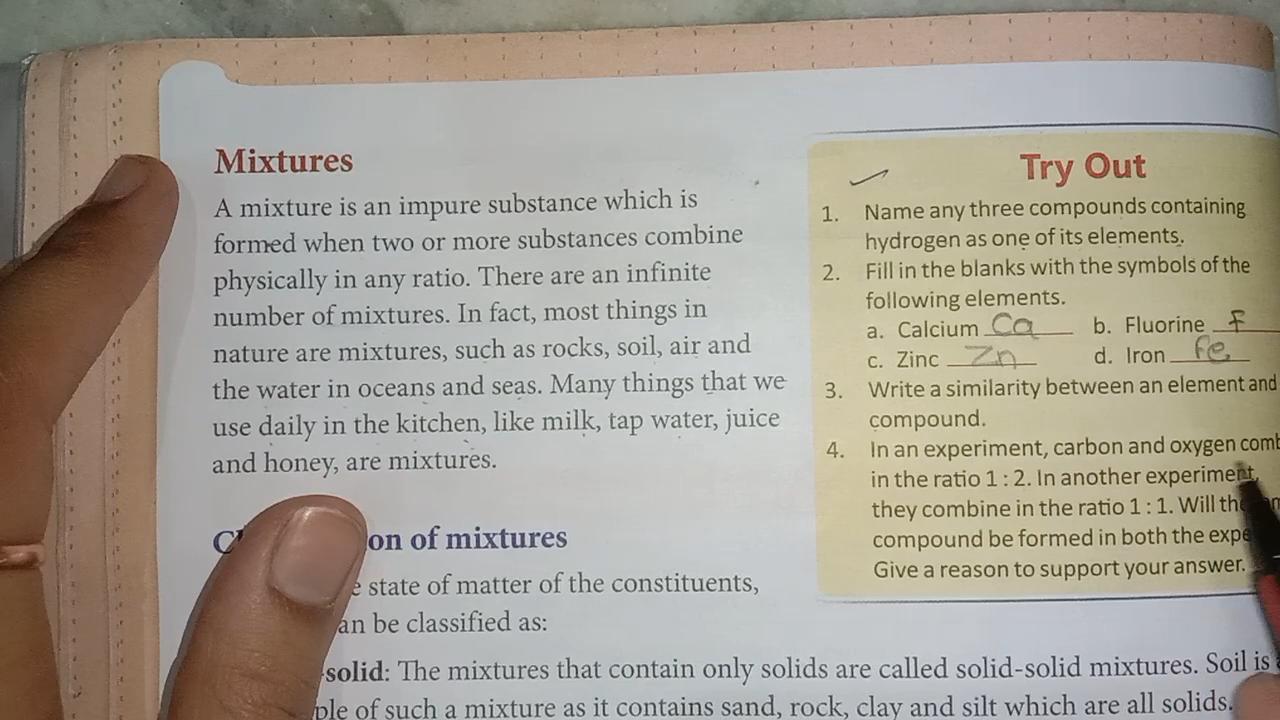 Mixtures
A mixture is an impure substance which is
formed when two or more substances combine
physically in any ratio. There are an infinite
number of mixtures. In fact, most things in
nature are mixtures, such as rocks, soil, air and
the water in oceans and seas. Many things that we
use daily in the kitchen, like milk, tap water, juice
and honey, are mixtures.
on of mixtures
state of matter of the constituents,
an be classified as:
-solid: The mixtures that contain only solids are called solid-solid mixtures. Soil is
ple of such a mixture as it contains sand, rock, clay and silt which are all solids.
Try Out
1. Name any three compounds containing
hydrogen as one of its elements.
2. Fill in the blanks with the symbols of the
following elements.
a. Calcium Ca b. Fluorine F
c. Zinc Zn d. Iron Fe
3. Write a similarity between an element and
compound.
4. In an experiment, carbon and oxygen comb
in the ratio 1 : 2. In another experiment,
they combine in the ratio 1 : 1. Will the
compound be formed in both the expe
Give a reason to support your answer.